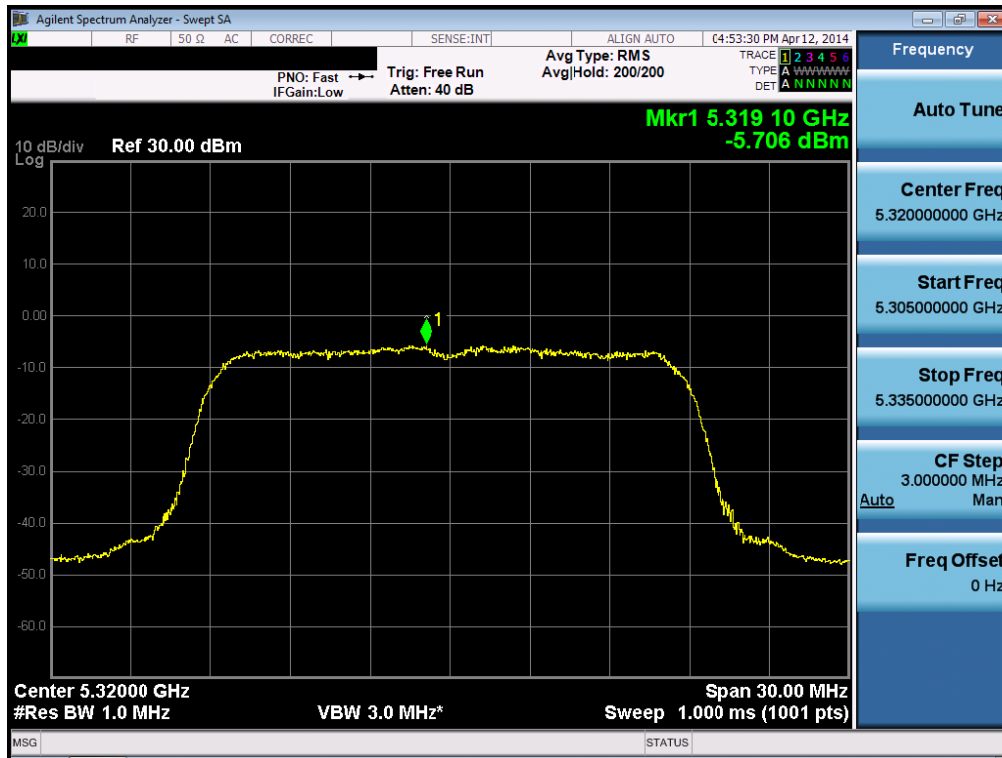 Agilent Spectrum Analyzer - Swept SA
LXI RF 50 Ω AC CORREC SENSE:INT ALIGN AUTO 04:53:30 PM Apr 12, 2014
Frequency
PNO: Fast
IFGain:Low
Trig: Free Run
Atten: 40 dB
Avg Type: RMS
Avg|Hold: 200/200
TRACE 1 2 3 4 5 6
TYPE A WWWWW
DET A N N N N N
Auto Tune
Mkr1 5.319 10 GHz
-5.706 dBm
10 dB/div Ref 30.00 dBm
Log
20.0
10.0
0.00
-10.0
-20.0
-30.0
-40.0
-50.0
-60.0
1
Center Freq
5.320000000 GHz
Start Freq
5.305000000 GHz
Stop Freq
5.335000000 GHz
CF Step
3.000000 MHz
Auto Man
Freq Offset
0 Hz
Center 5.32000 GHz Span 30.00 MHz
#Res BW 1.0 MHz VBW 3.0 MHz* Sweep 1.000 ms (1001 pts)
MSG STATUS